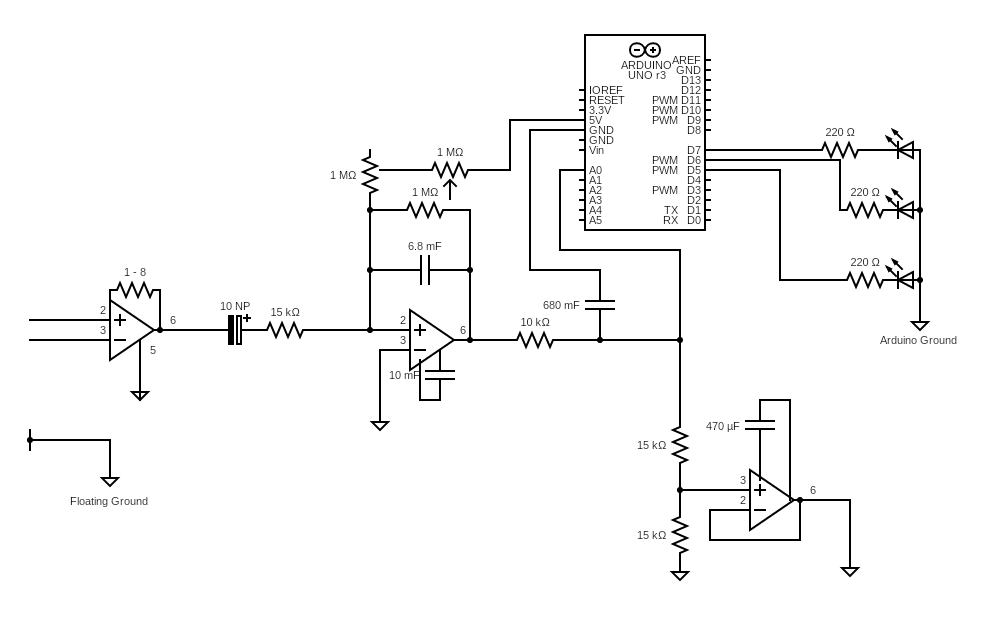 ARDUINO
UNO r3
AREF
GND
D13
IOREF
D12
RESET
PWM D11
3.3V
PWM D10
5V
PWM D9
GND
D8
GND
Vin
D7
PWM D6
A0
PWM D5
A1
D4
A2
PWM D3
A3
D2
A4
TX D1
A5
RX D0
220 Ω
220 Ω
220 Ω
Arduino Ground
1 MΩ
1 MΩ
1 MΩ
6.8 mF
1 - 8
2
3
6
5
10 NP
15 kΩ
2
3
6
10 mF
10 kΩ
680 mF
15 kΩ
15 kΩ
470 µF
3
2
6
Floating Ground